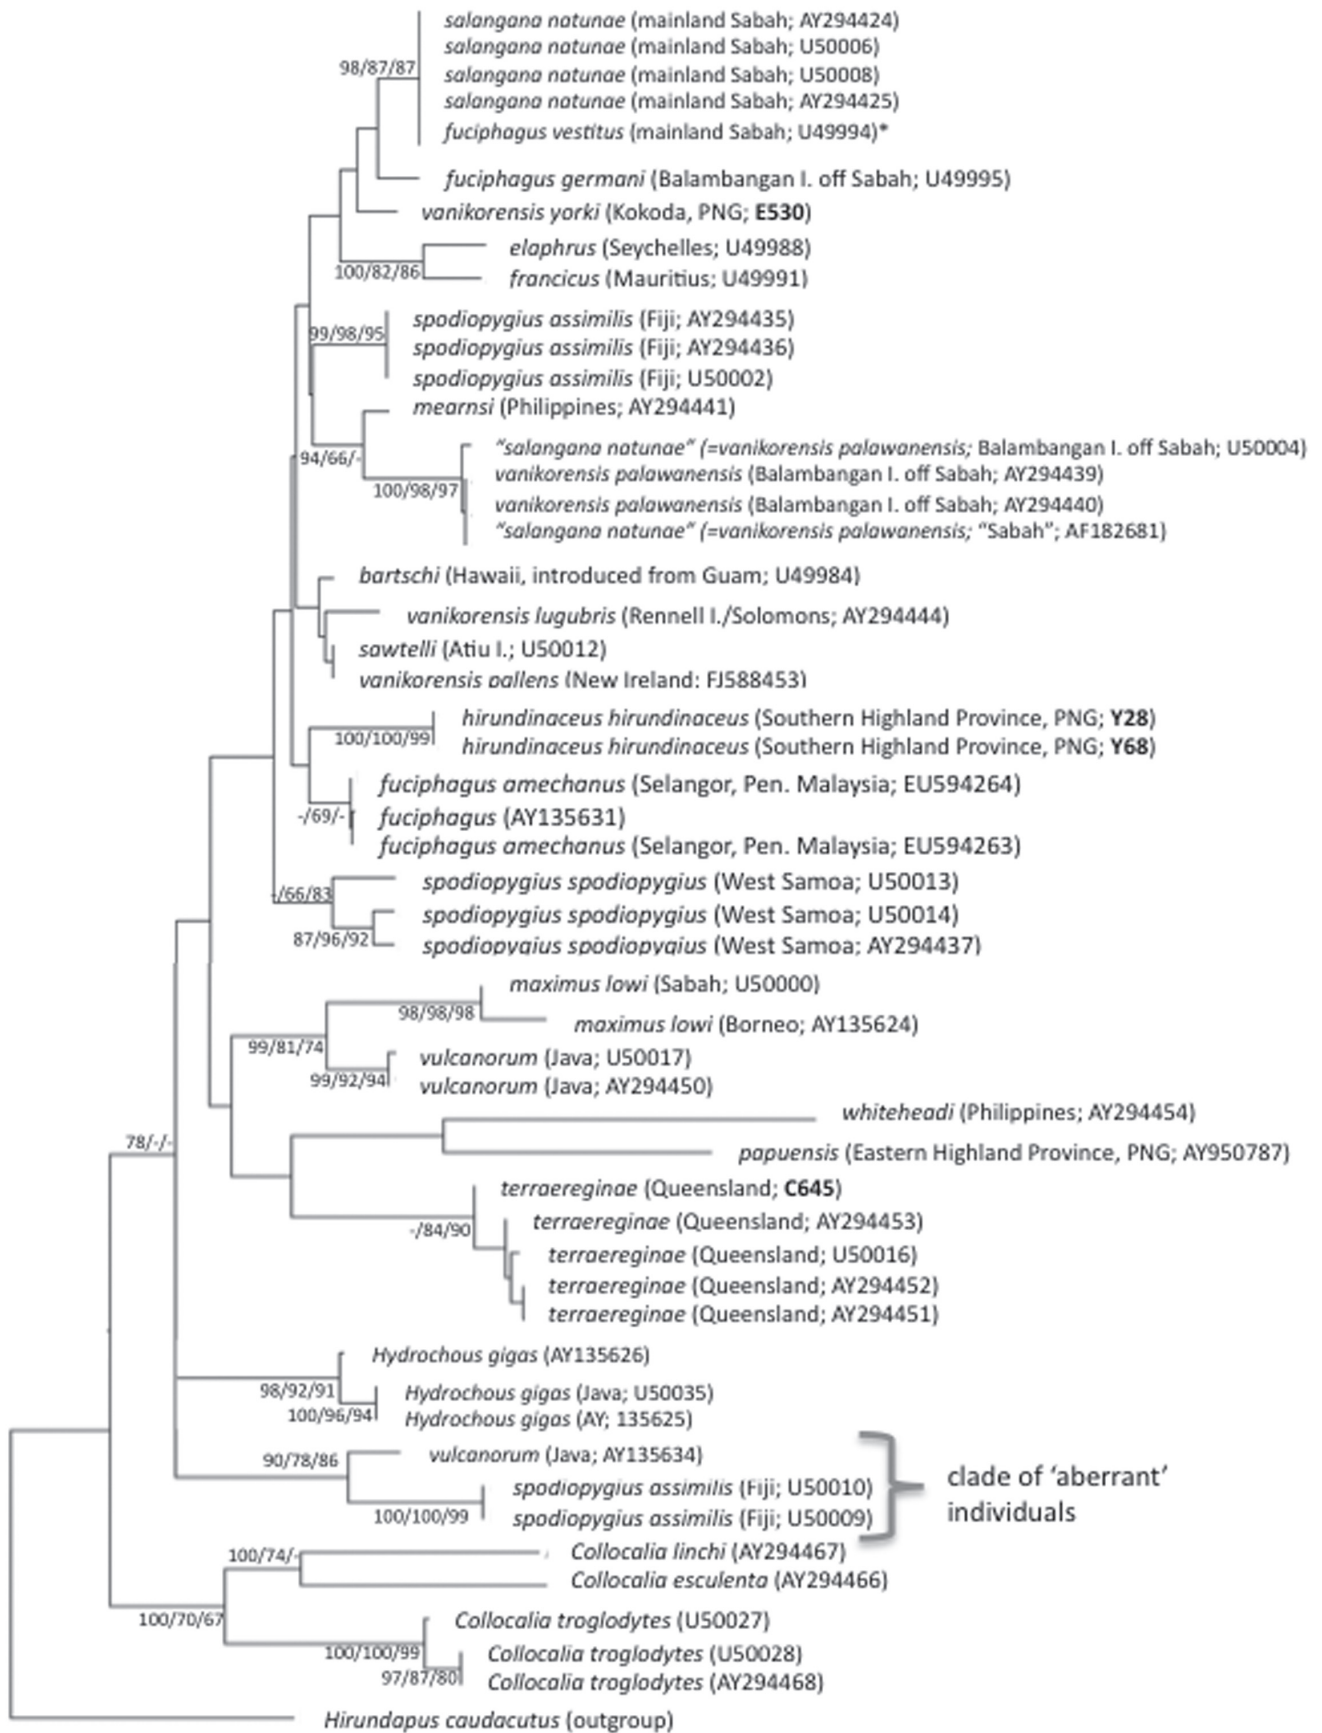 salangana natunae (mainland Sabah; AY294424)
salangana natunae (mainland Sabah; U50006)
98/87/87
salangana natunae (mainland Sabah; U50008)
salangana natunae (mainland Sabah; AY294425)
fuciphagus vestitus (mainland Sabah; U49994)*
fuciphagus germani (Balambangan I. off Sabah; U49995)
vanikorensis yorki (Kokoda, PNG; E530)
elaphrus (Seychelles; U49988)
100/82/86
francicus (Mauritius; U49991)
spodiopygius assimilis (Fiji; AY294435)
99/98/95
spodiopygius assimilis (Fiji; AY294436)
spodiopygius assimilis (Fiji; U50002)
mearnsi (Philippines; AY294441)
94/66/-
"salangana natunae" (=vanikorensis palawanensis; Balambangan I. off Sabah; U50004)
vanikorensis palawanensis (Balambangan I. off Sabah; AY294439)
100/98/97
vanikorensis palawanensis (Balambangan I. off Sabah; AY294440)
"salangana natunae" (=vanikorensis palawanensis; "Sabah"; AF182681)
bartschi (Hawaii, introduced from Guam; U49984)
vanikorensis lugubris (Rennell I./Solomons; AY294444)
sawtelli (Atiu I.; U50012)
vanikorensis pallens (New Ireland; FJ588453)
hirundinaceus hirundinaceus (Southern Highland Province, PNG; Y28)
100/100/99
hirundinaceus hirundinaceus (Southern Highland Province, PNG; Y68)
fuciphagus amechanus (Selangor, Pen. Malaysia; EU594264)
-/69/-
fuciphagus (AY135631)
fuciphagus amechanus (Selangor, Pen. Malaysia; EU594263)
-/66/83
spodiopygius spodiopygius (West Samoa; U50013)
spodiopygius spodiopygius (West Samoa; U50014)
87/96/92
spodiopygius spodiopygius (West Samoa; AY294437)
maximus lowi (Sabah; U50000)
98/98/98
maximus lowi (Borneo; AY135624)
99/81/74
vulcanorum (Java; U50017)
99/92/94
vulcanorum (Java; AY294450)
whiteheadi (Philippines; AY294454)
78/-/-
papuensis (Eastern Highland Province, PNG; AY950787)
terraereginae (Queensland; C645)
-/84/90
terraereginae (Queensland; AY294453)
terraereginae (Queensland; U50016)
terraereginae (Queensland; AY294452)
terraereginae (Queensland; AY294451)
Hydrochous gigas (AY135626)
98/92/91
Hydrochous gigas (Java; U50035)
100/96/94
Hydrochous gigas (AY; 135625)
90/78/86
vulcanorum (Java; AY135634)
spodiopygius assimilis (Fiji; U50010)
100/100/99
spodiopygius assimilis (Fiji; U50009)
clade of 'aberrant'
individuals
100/74/-
Collocalia linchi (AY294467)
Collocalia esculenta (AY294466)
100/70/67
Collocalia troglodytes (U50027)
100/100/99
Collocalia troglodytes (U50028)
97/87/80
Collocalia troglodytes (AY294468)
Hirundapus caudacutus (outgroup)